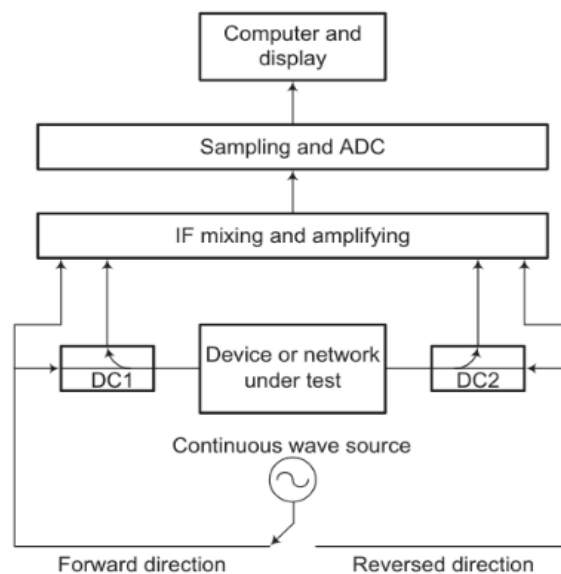 Computer and
display
Sampling and ADC
IF mixing and amplifying
Device or network
under test
DC1
DC2
Continuous wave source
Forward direction
Reversed direction